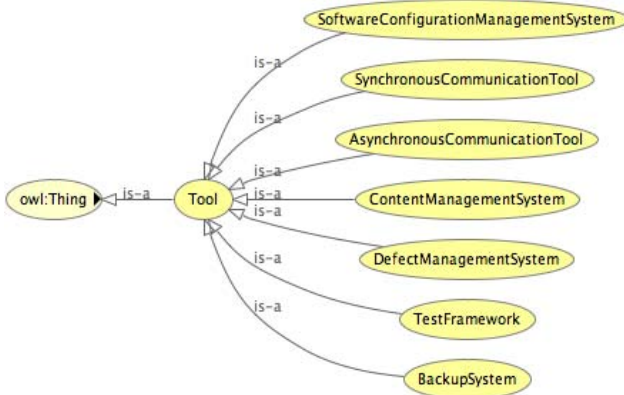 SoftwareConfigurationManagementSystem
is-a
SynchronousCommunicationTool
is-a
AsynchronousCommunicationTool
is-a
owl:Thing is-a Tool is-a ContentManagementSystem
is-a
DefectManagementSystem
is-a
TestFramework
is-a
BackupSystem